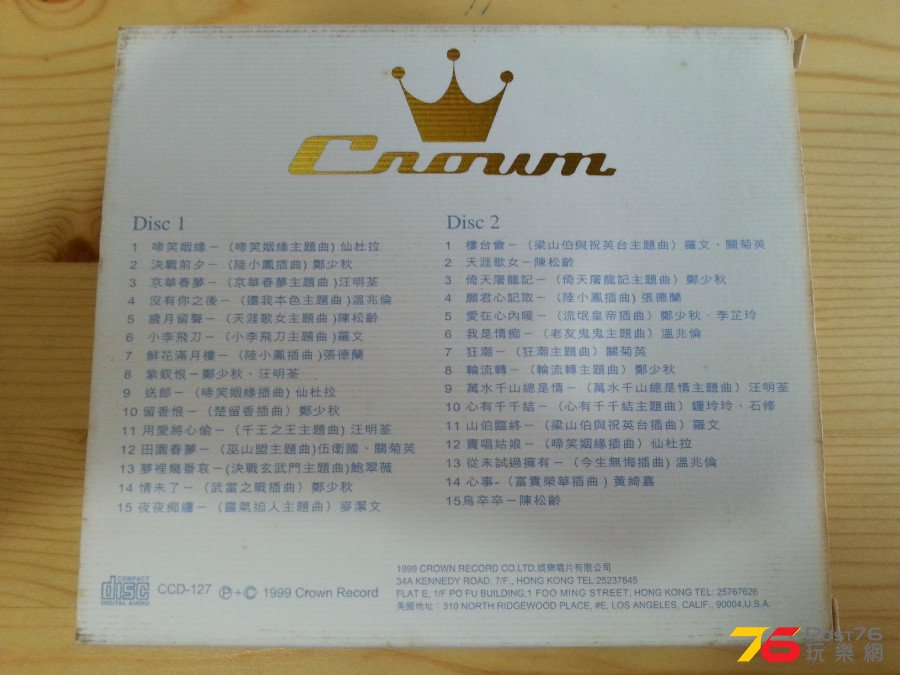 Crown
Disc 1
1 啼笑姻緣－（啼笑姻緣主題曲) 仙杜拉
2 決戰前夕－（陸小鳳插曲) 鄭少秋
3 京華春夢－（京華春夢主題曲 )汪明荃
4 沒有你之後－（還我本色主題曲 )溫兆倫
5 歲月留聲－（天涯歌女主題曲 )陳松齡
6 小李飛刀－（小李飛刀主題曲 )羅文
7 鮮花滿月樓－（陸小鳳插曲 )張德蘭
8 紫釵恨－鄭少秋、汪明荃
9 送郎－（啼笑姻緣插曲) 仙杜拉
10 留香恨－（楚留香插曲) 鄭少秋
11 用愛將心偷－（千王之王主題曲) 汪明荃
12 田園春夢－（巫山盟主題曲)伍衛國、關菊英
13 夢裡幾番哀－(決戰玄武門主題曲)鮑翠薇
14 情未了－（武當之戰插曲）鄭少秋
15 夜夜痴纏－（靈氣迫人主題曲）麥潔文
Disc 2
1 樓台會－（梁山伯與祝英台主題曲）羅文、關菊英
2 天涯歌女－陳松齡
3 倚天屠龍記－（倚天屠龍記主題曲）鄭少秋
4 願君心記取－（陸小鳳插曲) 張德蘭
5 愛在心內暖－（流氓皇帝插曲）鄭少秋・李芷玲
6 我是情痴－（老友鬼鬼主題曲）溫兆倫
7 狂潮－（狂潮主題曲）關菊英
8 輪流轉－（輪流轉主題曲）鄭少秋
9 萬水千山總是情－（萬水千山總是情主題曲）汪明荃
10 心有千千結－（心有千千結主題曲）鍾玲玲、石修
11 山伯臨終－（梁山伯與祝英台插曲）羅文
12 賣唱姑娘－（啼笑姻緣插曲）仙杜拉
13 從未試過擁有－（今生無悔插曲) 溫兆倫
14 心事-（富貴榮華插曲 ) 黃綺嘉
15烏卒卒－陳松齡
COMPACT
disc
DIGITAL AUDIO
CCD-127 Ⓟ+Ⓒ 1999 Crown Record
1999 CROWN RECORD CO.LTD.娛樂唱片有限公司
34A KENNEDY ROAD. 7/F., HONG KONG TEL:25237845
FLAT E, 1/F PO FU BUILDING,1 FOO MING STREET, HONG KONG TEL: 25767626
美國地址：310 NORTH RIDGEWOOD PLACE, #E, LOS ANGELES, CALIF., 90004,U.S.A.
76 Post76
玩樂網